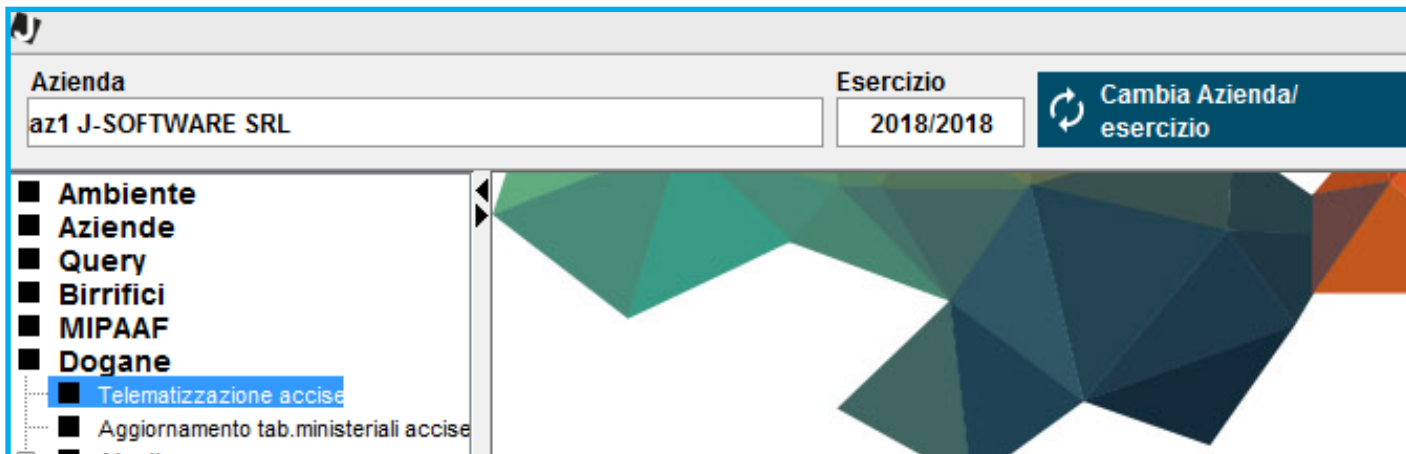 J
Azienda
Esercizio
az1 J-SOFTWARE SRL
2018/2018
Cambia Azienda/
esercizio
Ambiente
Aziende
Query
Birrifici
MIPAAF
Dogane
Telematizzazione accise
Aggiornamento tab.ministeriali accise